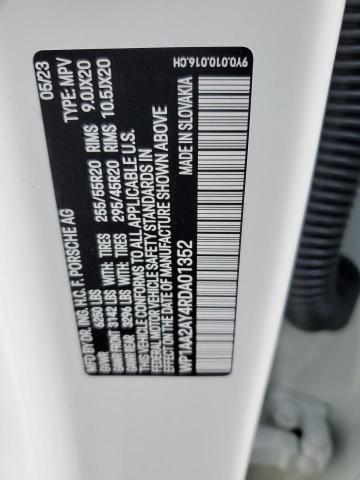 MFD. BY DR. ING. H.C. F. PORSCHE AG 05/23
GVWR 6260 LBS TYPE: MPV
GAWR FRONT 3142 LBS WITH: TIRES 255/55R20 RIMS 9.0JX20
GAWR REAR 3296 LBS WITH: TIRES 295/45R20 RIMS 10.5JX20
THIS VEHICLE CONFORMS TO ALL APPLICABLE U.S.
FEDERAL MOTOR VEHICLE SAFETY STANDARDS IN
EFFECT ON THE DATE OF MANUFACTURE SHOWN ABOVE
WP1AA2AY4RDA01352 MADE IN SLOVAKIA
9Y0.010.016.CH